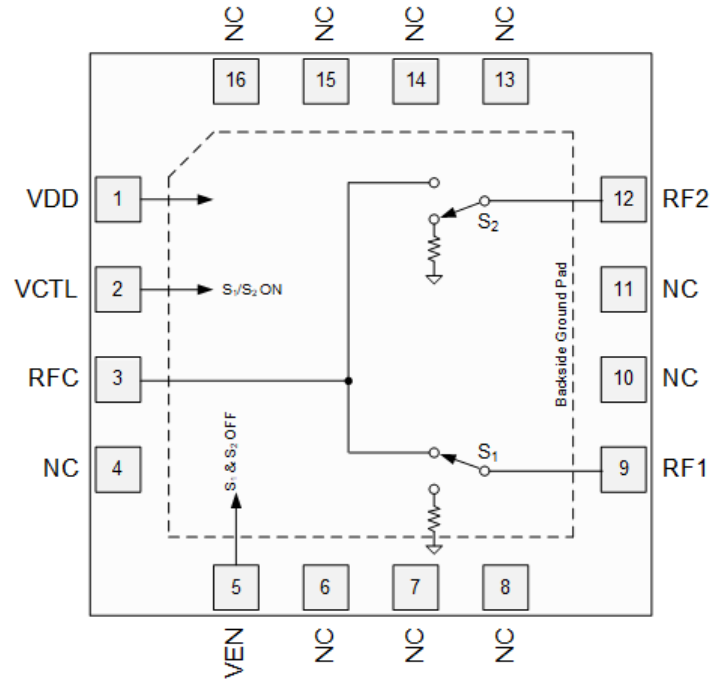 NC
NC
NC
NC
16
15
14
13
VDD
1
12
RF2
S₂
VCTL
2
S₁/S₂ ON
11
NC
Backside Ground Pad
RFC
3
10
NC
S₁ & S₂ OFF
NC
4
S₁
9
RF1
5
6
7
8
VEN
NC
NC
NC